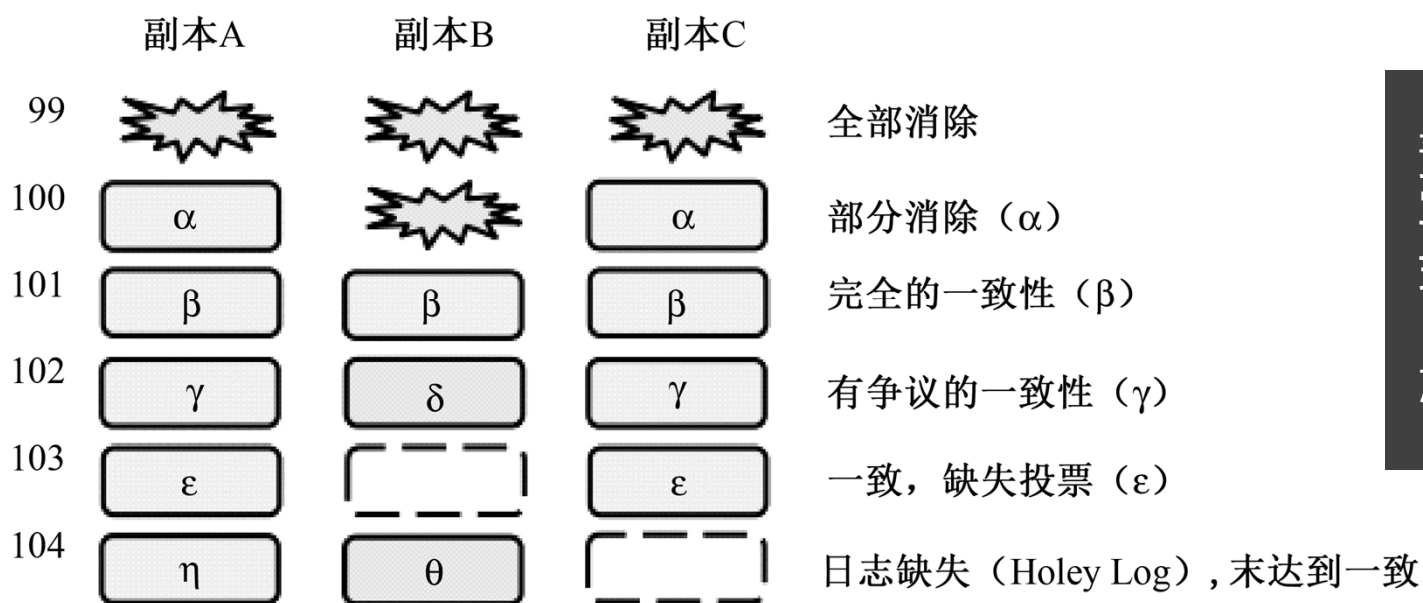 副本A 副本B 副本C
99 全部消除
100 α α 部分消除（α）
101 β β β 完全的一致性（β）
102 γ δ γ 有争议的一致性（γ）
103 ε ε 一致，缺失投票（ε）
104 η θ 日志缺失（Holey Log）, 末达到一致